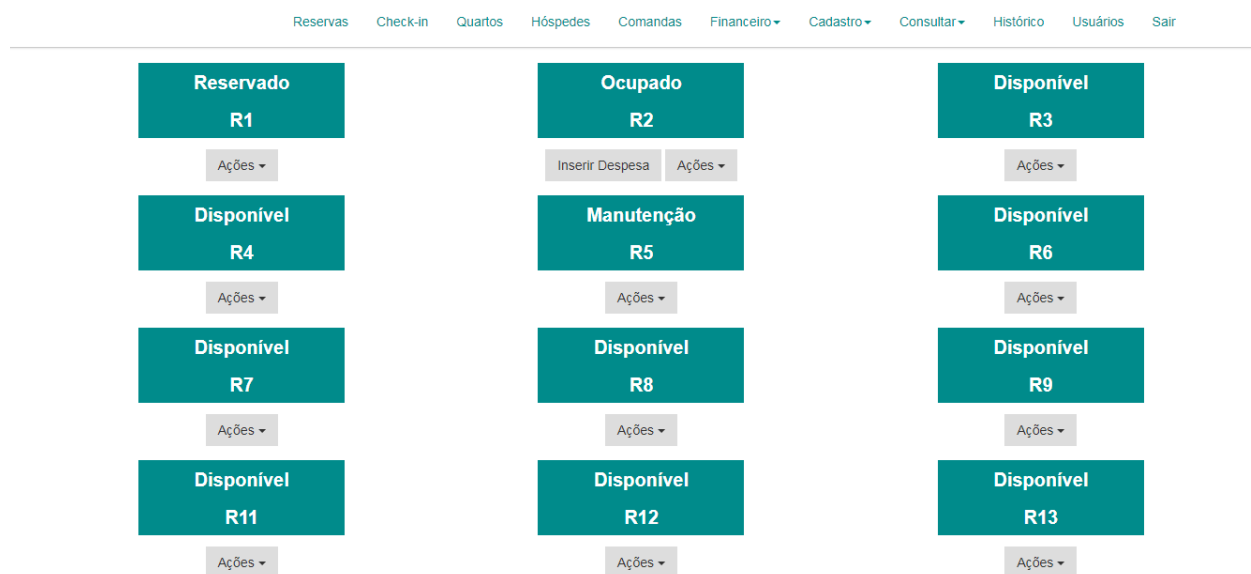 Reservas Check-in Quartos Hóspedes Comandas Financeiro Cadastro Consultar Histórico Usuários Sair
Reservado Ocupado Disponível
R1 R2 R3
Ações Inserir Despesa Ações Ações
Disponível Manutenção Disponível
R4 R5 R6
Ações Ações Ações
Disponível Disponível Disponível
R7 R8 R9
Ações Ações Ações
Disponível Disponível Disponível
R11 R12 R13
Ações Ações Ações